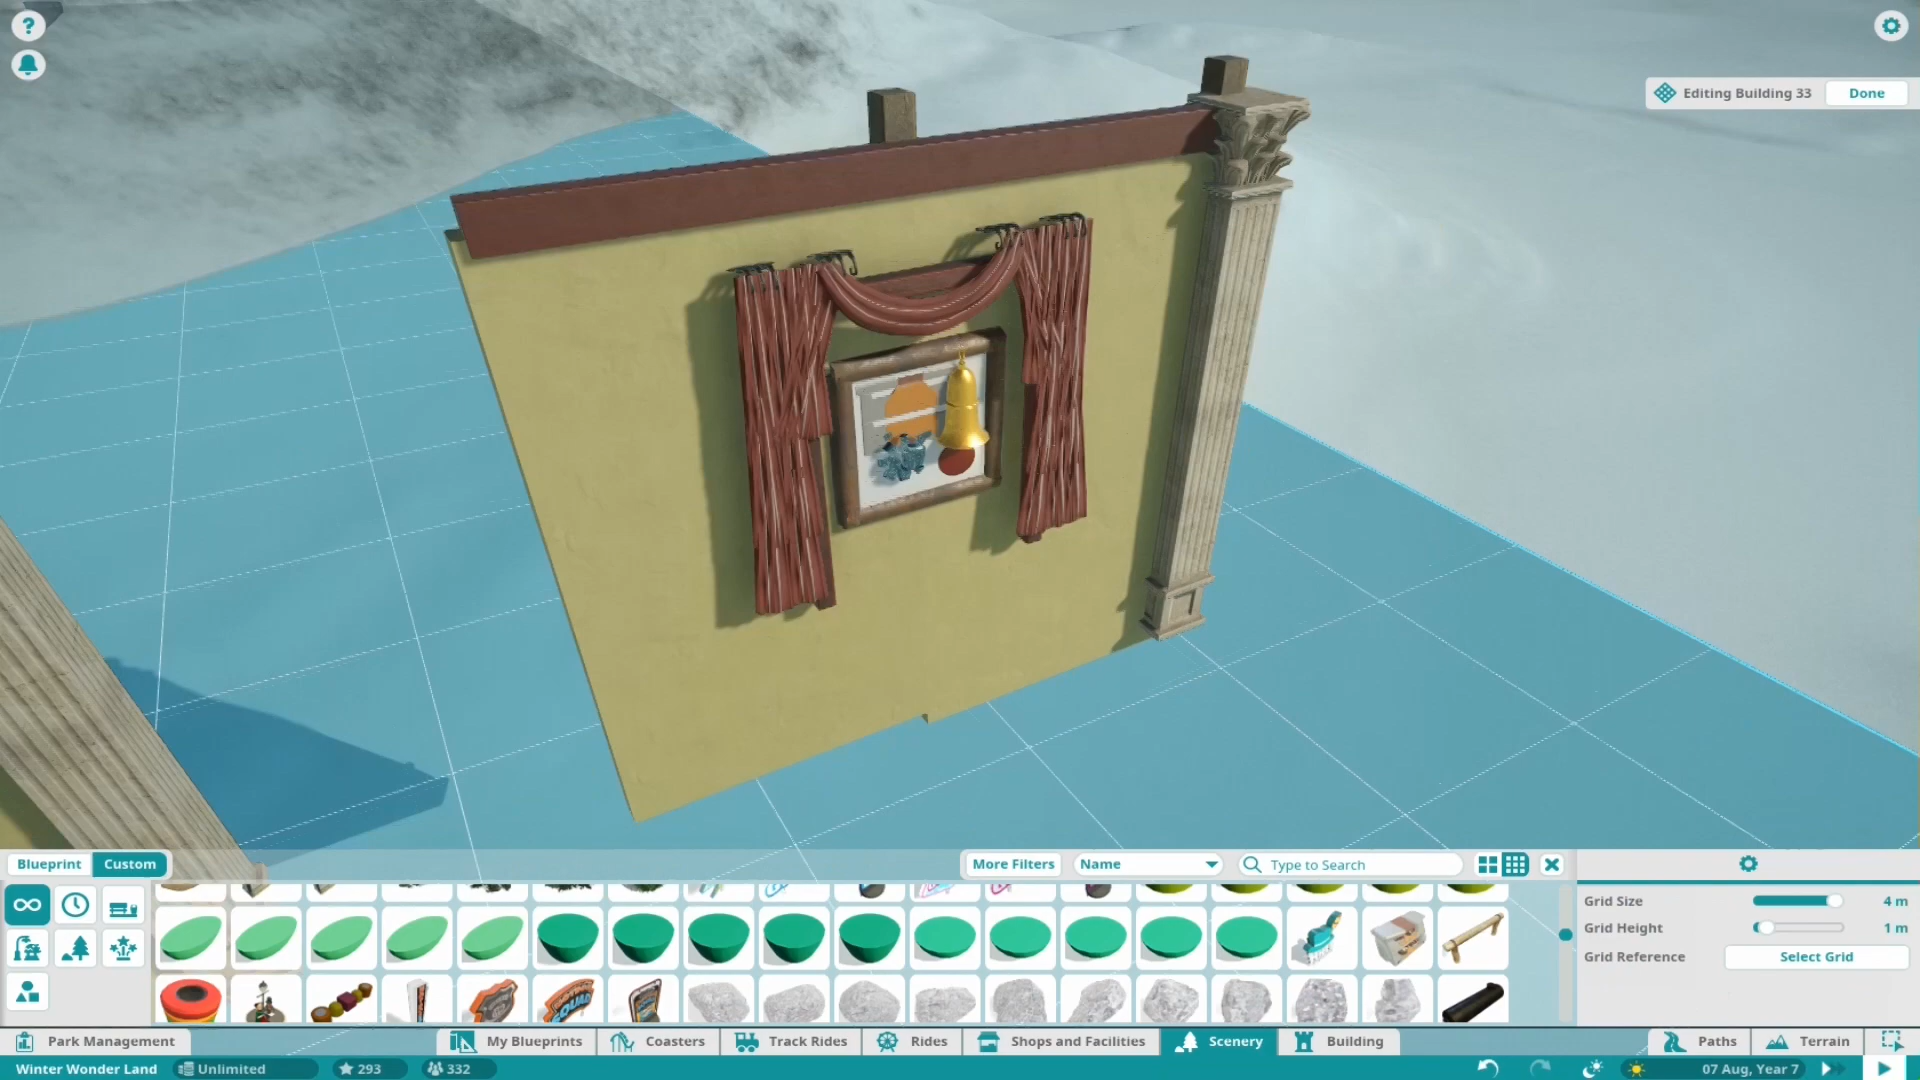 ?
Editing Building 33 Done
Blueprint Custom
More Filters Name Type to Search
Grid Size 4 m
Grid Height 1 m
Grid Reference Select Grid
SQUAD
Park Management My Blueprints Coasters Track Rides Rides Shops and Facilities Scenery Building Paths Terrain
Winter Wonder Land Unlimited 293 332 07 Aug, Year 7